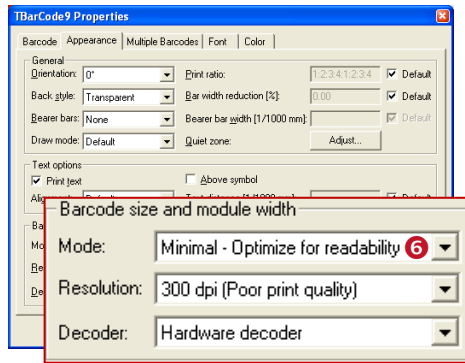 TBarCode9 Properties
Barcode Appearance Multiple Barcodes Font Color
General
Orientation: 0° Print ratio: 1:2:3:4:1:2:3:4 Default
Back style: Transparent Bar width reduction [%]: 0.00 Default
Bearer bars: None Bearer bar width [1/1000 mm]: Default
Draw mode: Default Quiet zone: Adjust...
Text options
Print text Above symbol
Barcode size and module width
Mode: Minimal - Optimize for readability 6
Resolution: 300 dpi (Poor print quality)
Decoder: Hardware decoder